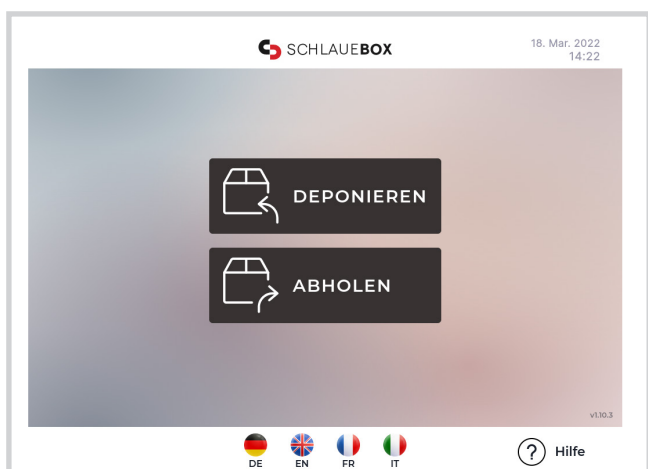 SCHLAUEBOX
18. Mar. 2022
14:22
DEPONIEREN
ABHOLEN
v1.10.3
DE EN FR IT
Hilfe